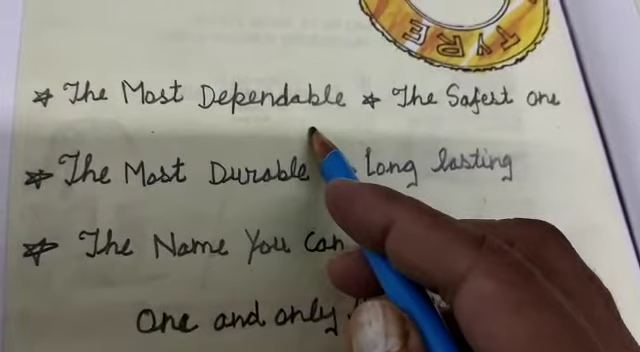 TYRE
☆ The Most Dependable ☆ The Safest one
☆ The Most Durable Long lasting
☆ The Name You Can
One and only